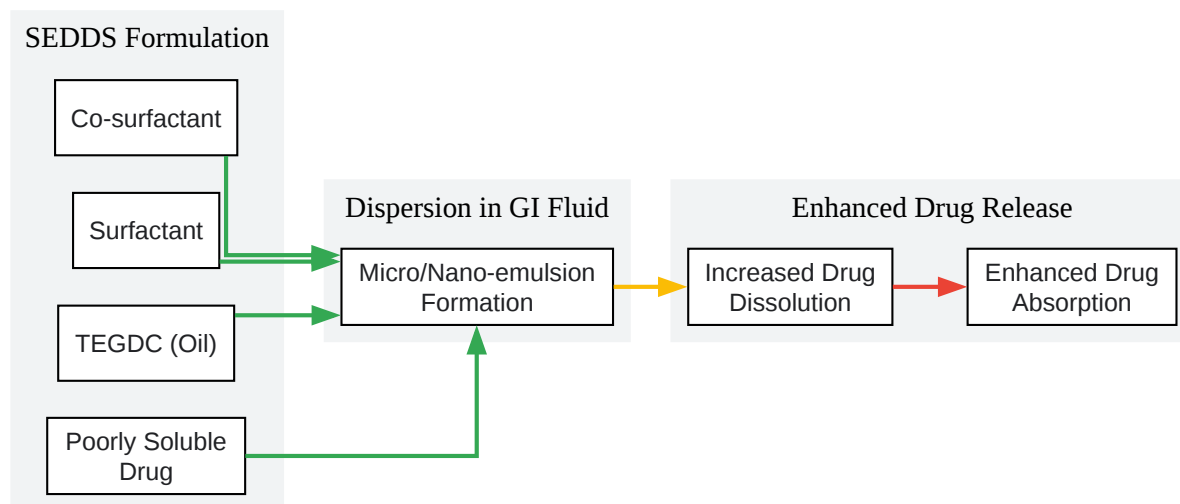 SEDDS Formulation
Co-surfactant
Surfactant
TEGDC (Oil)
Poorly Soluble
Drug
Dispersion in GI Fluid
Micro/Nano-emulsion
Formation
Enhanced Drug Release
Increased Drug
Dissolution
Enhanced Drug
Absorption